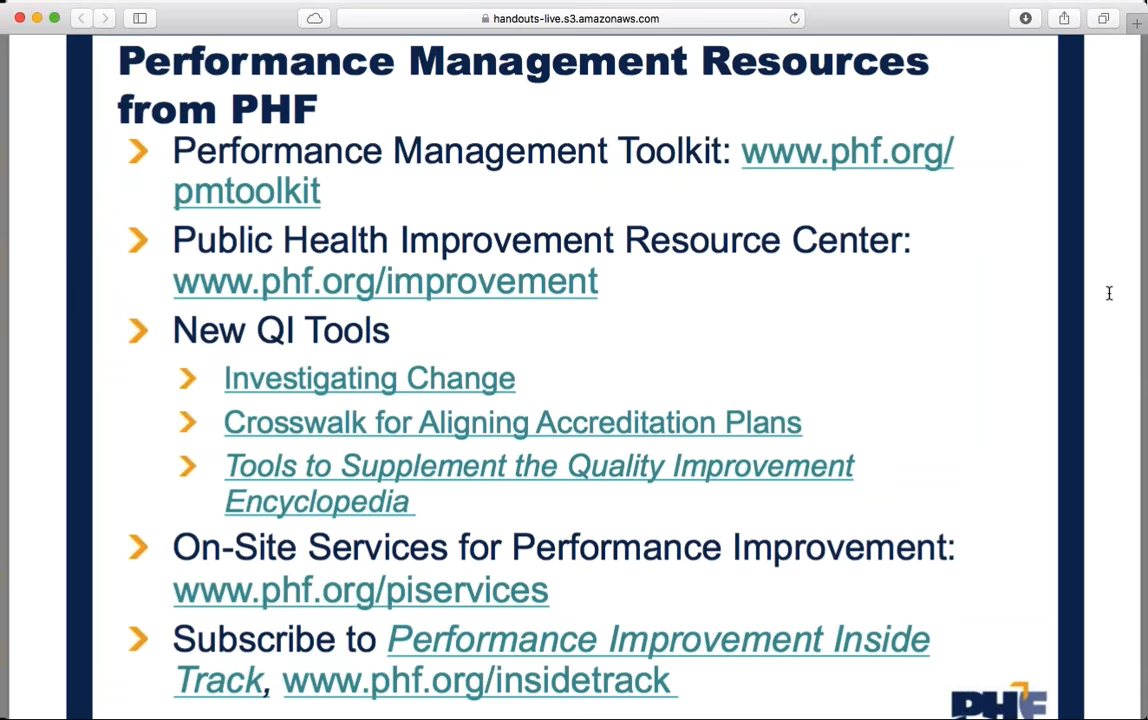 handouts-live.s3.amazonaws.com
Performance Management Resources
from PHF
Performance Management Toolkit: www.phf.org/
pmtoolkit
Public Health Improvement Resource Center:
www.phf.org/improvement
New QI Tools
Investigating Change
Crosswalk for Aligning Accreditation Plans
Tools to Supplement the Quality Improvement
Encyclopedia
On-Site Services for Performance Improvement:
www.phf.org/piservices
Subscribe to Performance Improvement Inside
Track, www.phf.org/insidetrack
PHF